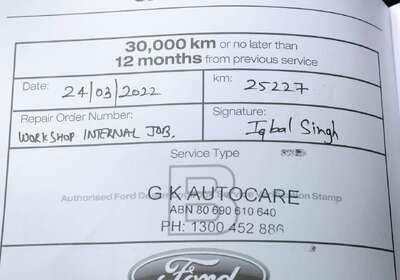 30,000 km or no later than
12 months from previous service
Date: 24/03/2022 km: 25227
Repair Order Number: Signature:
WORKSHOP INTERNAL JOB. Iqbal Singh
Service Type
B
Authorised Ford Stamp
G K AUTOCARE
ABN 80 690 610 640
PH: 1300 452 886
Ford